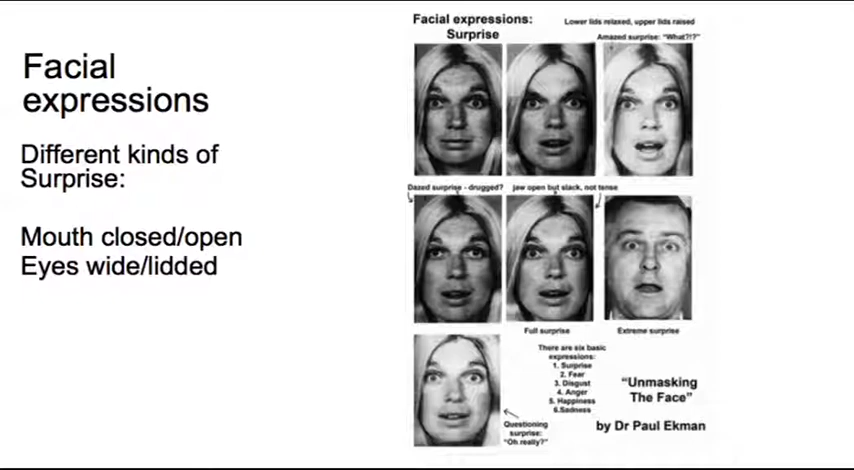 Facial
expressions
Different kinds of
Surprise:
Mouth closed/open
Eyes wide/lidded
Facial expressions:
Surprise
Lower lids relaxed, upper lids raised
Amazed surprise: "What?!?"
Dazed surprise - drugged?
jaw open but slack, not tense
Full surprise
Extreme surprise
There are six basic
expressions:
1. Surprise
2. Fear
3. Disgust
4. Anger
5. Happiness
6.Sadness
"Unmasking
The Face"
by Dr Paul Ekman
Questioning
surprise:
"Oh really?"